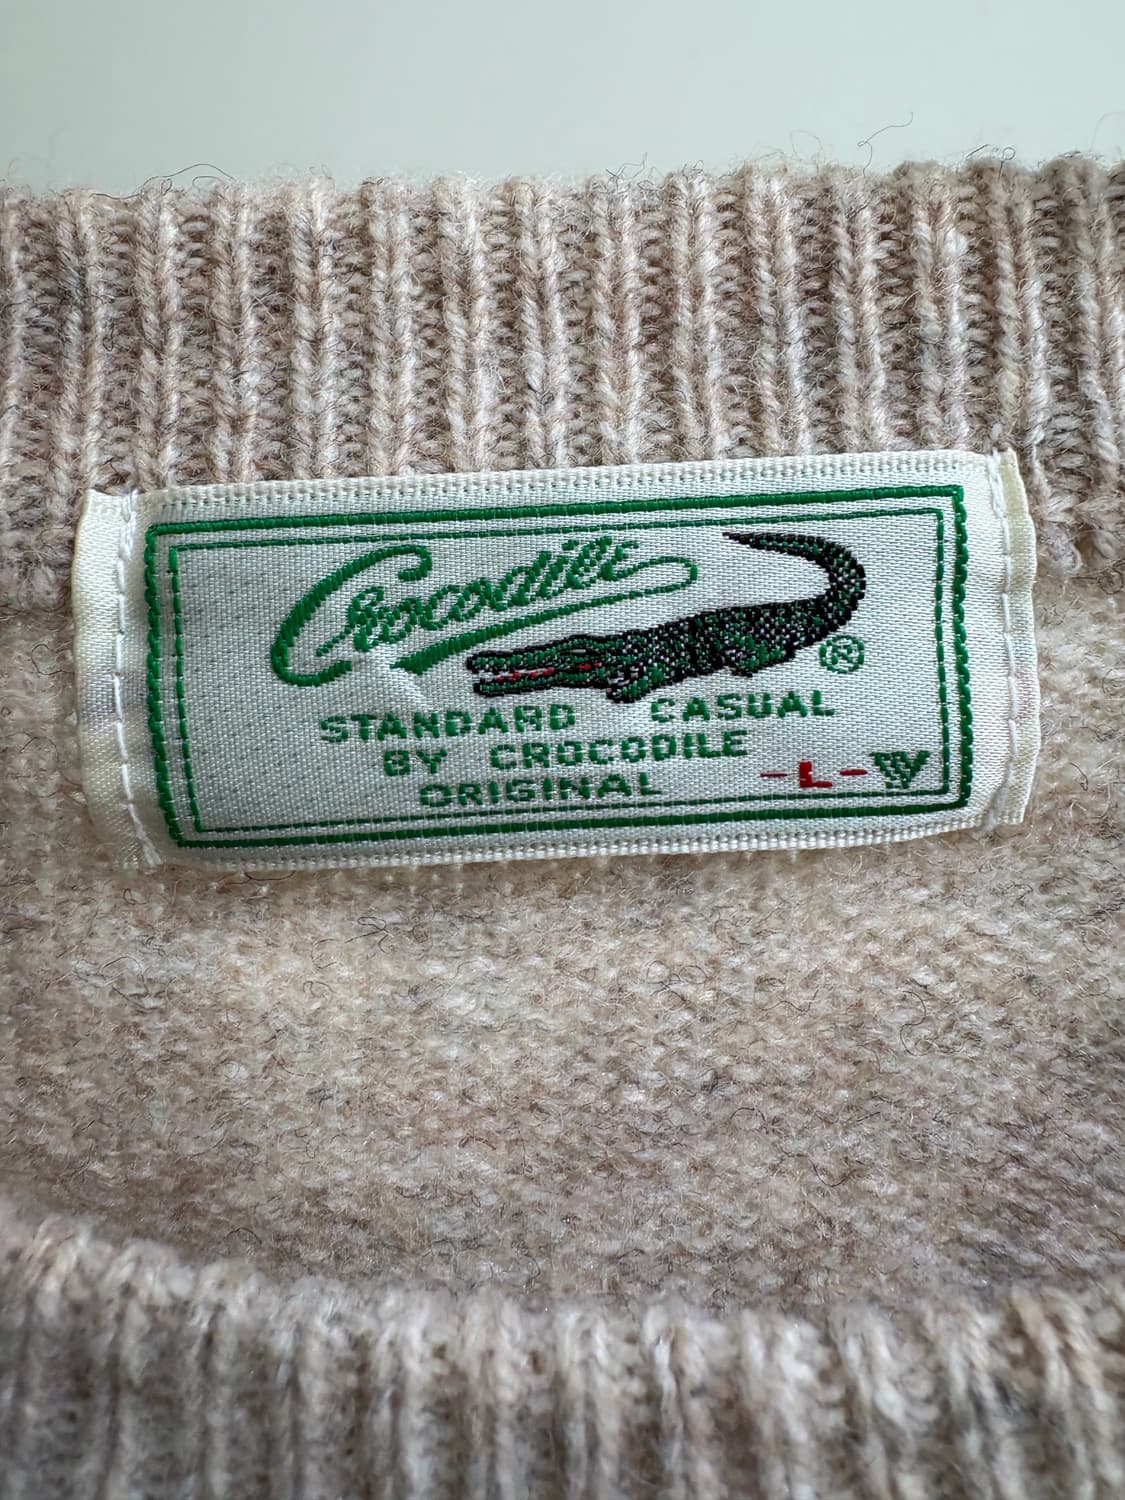 Crocodile ®
STANDARD CASUAL
BY CROCODILE
ORIGINAL
-L-